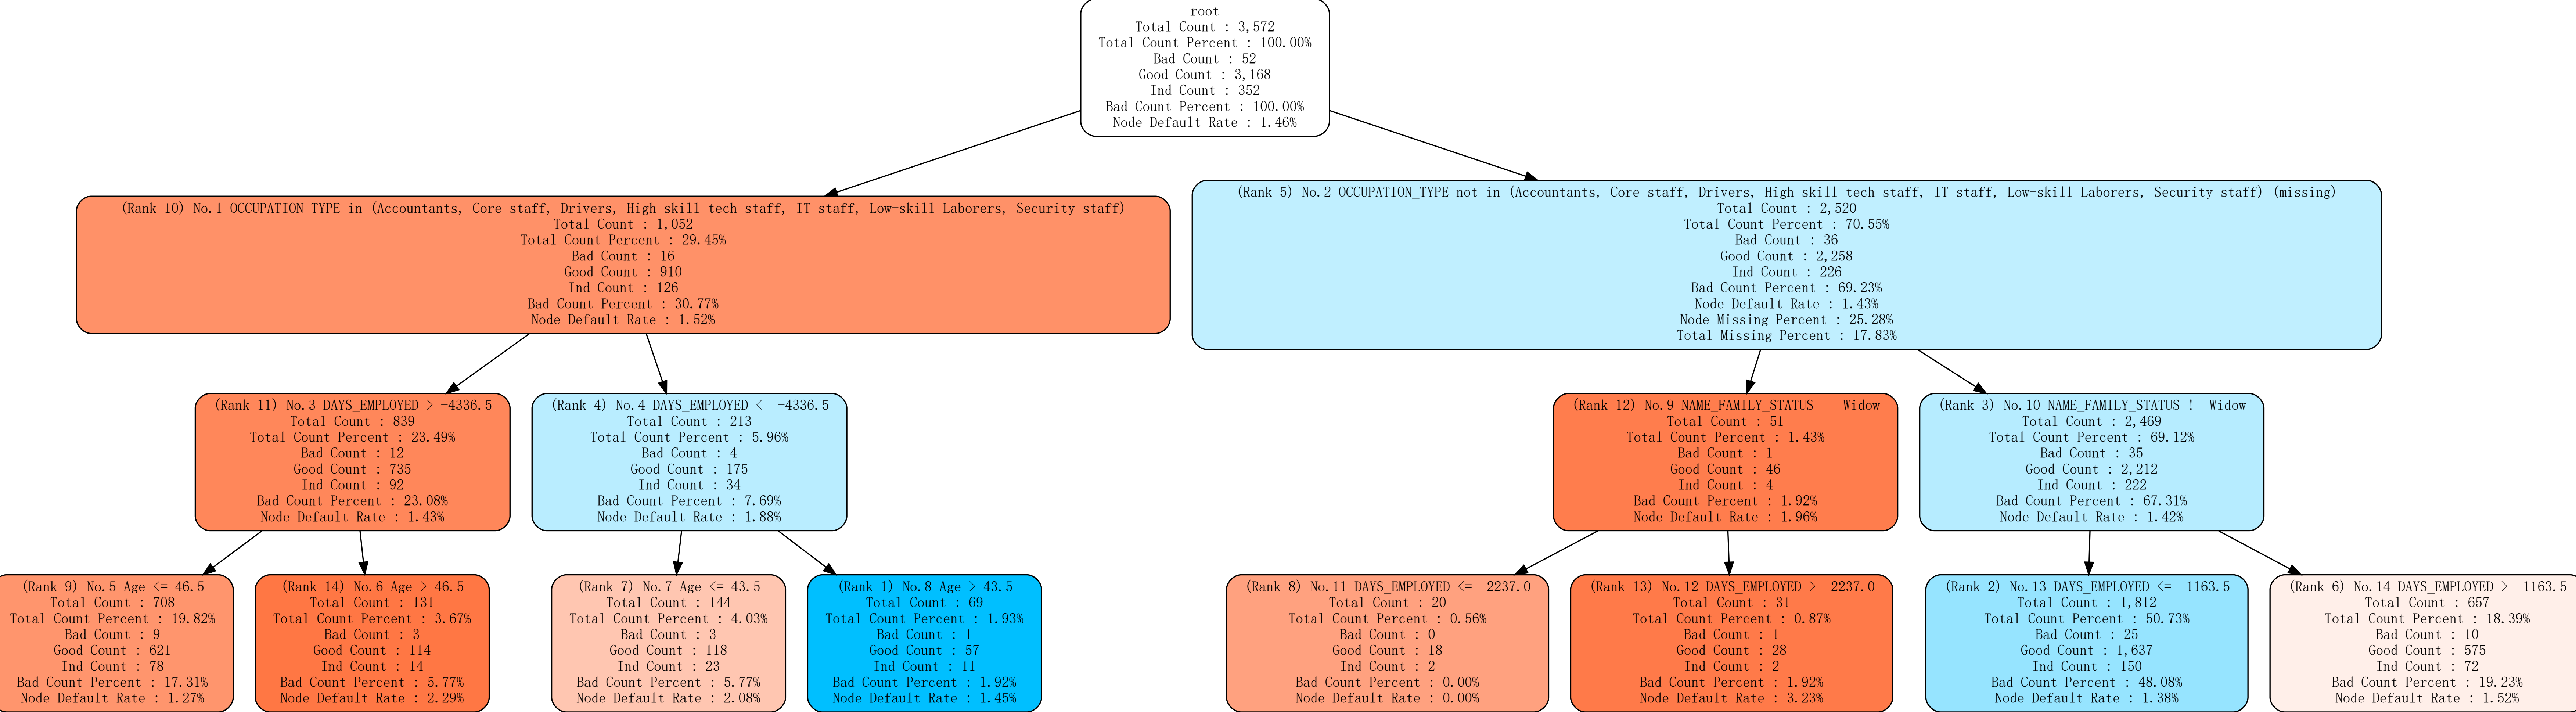 root
Total Count : 3,572
Total Count Percent : 100.00%
Bad Count : 52
Good Count : 3,168
Ind Count : 352
Bad Count Percent : 100.00%
Node Default Rate : 1.46%
(Rank 10) No.1 OCCUPATION_TYPE in (Accountants, Core staff, Drivers, High skill tech staff, IT staff, Low-skill Laborers, Security staff)
Total Count : 1,052
Total Count Percent : 29.45%
Bad Count : 16
Good Count : 910
Ind Count : 126
Bad Count Percent : 30.77%
Node Default Rate : 1.52%
(Rank 5) No.2 OCCUPATION_TYPE not in (Accountants, Core staff, Drivers, High skill tech staff, IT staff, Low-skill Laborers, Security staff) (missing)
Total Count : 2,520
Total Count Percent : 70.55%
Bad Count : 36
Good Count : 2,258
Ind Count : 226
Bad Count Percent : 69.23%
Node Default Rate : 1.43%
Node Missing Percent : 25.28%
Total Missing Percent : 17.83%
(Rank 11) No.3 DAYS_EMPLOYED > -4336.5
Total Count : 839
Total Count Percent : 23.49%
Bad Count : 12
Good Count : 735
Ind Count : 92
Bad Count Percent : 23.08%
Node Default Rate : 1.43%
(Rank 4) No.4 DAYS_EMPLOYED <= -4336.5
Total Count : 213
Total Count Percent : 5.96%
Bad Count : 4
Good Count : 175
Ind Count : 34
Bad Count Percent : 7.69%
Node Default Rate : 1.88%
(Rank 12) No.9 NAME_FAMILY_STATUS == Widow
Total Count : 51
Total Count Percent : 1.43%
Bad Count : 1
Good Count : 46
Ind Count : 4
Bad Count Percent : 1.92%
Node Default Rate : 1.96%
(Rank 3) No.10 NAME_FAMILY_STATUS != Widow
Total Count : 2,469
Total Count Percent : 69.12%
Bad Count : 35
Good Count : 2,212
Ind Count : 222
Bad Count Percent : 67.31%
Node Default Rate : 1.42%
(Rank 9) No.5 Age <= 46.5
Total Count : 708
Total Count Percent : 19.82%
Bad Count : 9
Good Count : 621
Ind Count : 78
Bad Count Percent : 17.31%
Node Default Rate : 1.27%
(Rank 14) No.6 Age > 46.5
Total Count : 131
Total Count Percent : 3.67%
Bad Count : 3
Good Count : 114
Ind Count : 14
Bad Count Percent : 5.77%
Node Default Rate : 2.29%
(Rank 7) No.7 Age <= 43.5
Total Count : 144
Total Count Percent : 4.03%
Bad Count : 3
Good Count : 118
Ind Count : 23
Bad Count Percent : 5.77%
Node Default Rate : 2.08%
(Rank 1) No.8 Age > 43.5
Total Count : 69
Total Count Percent : 1.93%
Bad Count : 1
Good Count : 57
Ind Count : 11
Bad Count Percent : 1.92%
Node Default Rate : 1.45%
(Rank 8) No.11 DAYS_EMPLOYED <= -2237.0
Total Count : 20
Total Count Percent : 0.56%
Bad Count : 0
Good Count : 18
Ind Count : 2
Bad Count Percent : 0.00%
Node Default Rate : 0.00%
(Rank 13) No.12 DAYS_EMPLOYED > -2237.0
Total Count : 31
Total Count Percent : 0.87%
Bad Count : 1
Good Count : 28
Ind Count : 2
Bad Count Percent : 1.92%
Node Default Rate : 3.23%
(Rank 2) No.13 DAYS_EMPLOYED <= -1163.5
Total Count : 1,812
Total Count Percent : 50.73%
Bad Count : 25
Good Count : 1,637
Ind Count : 150
Bad Count Percent : 48.08%
Node Default Rate : 1.38%
(Rank 6) No.14 DAYS_EMPLOYED > -1163.5
Total Count : 657
Total Count Percent : 18.39%
Bad Count : 10
Good Count : 575
Ind Count : 72
Bad Count Percent : 19.23%
Node Default Rate : 1.52%